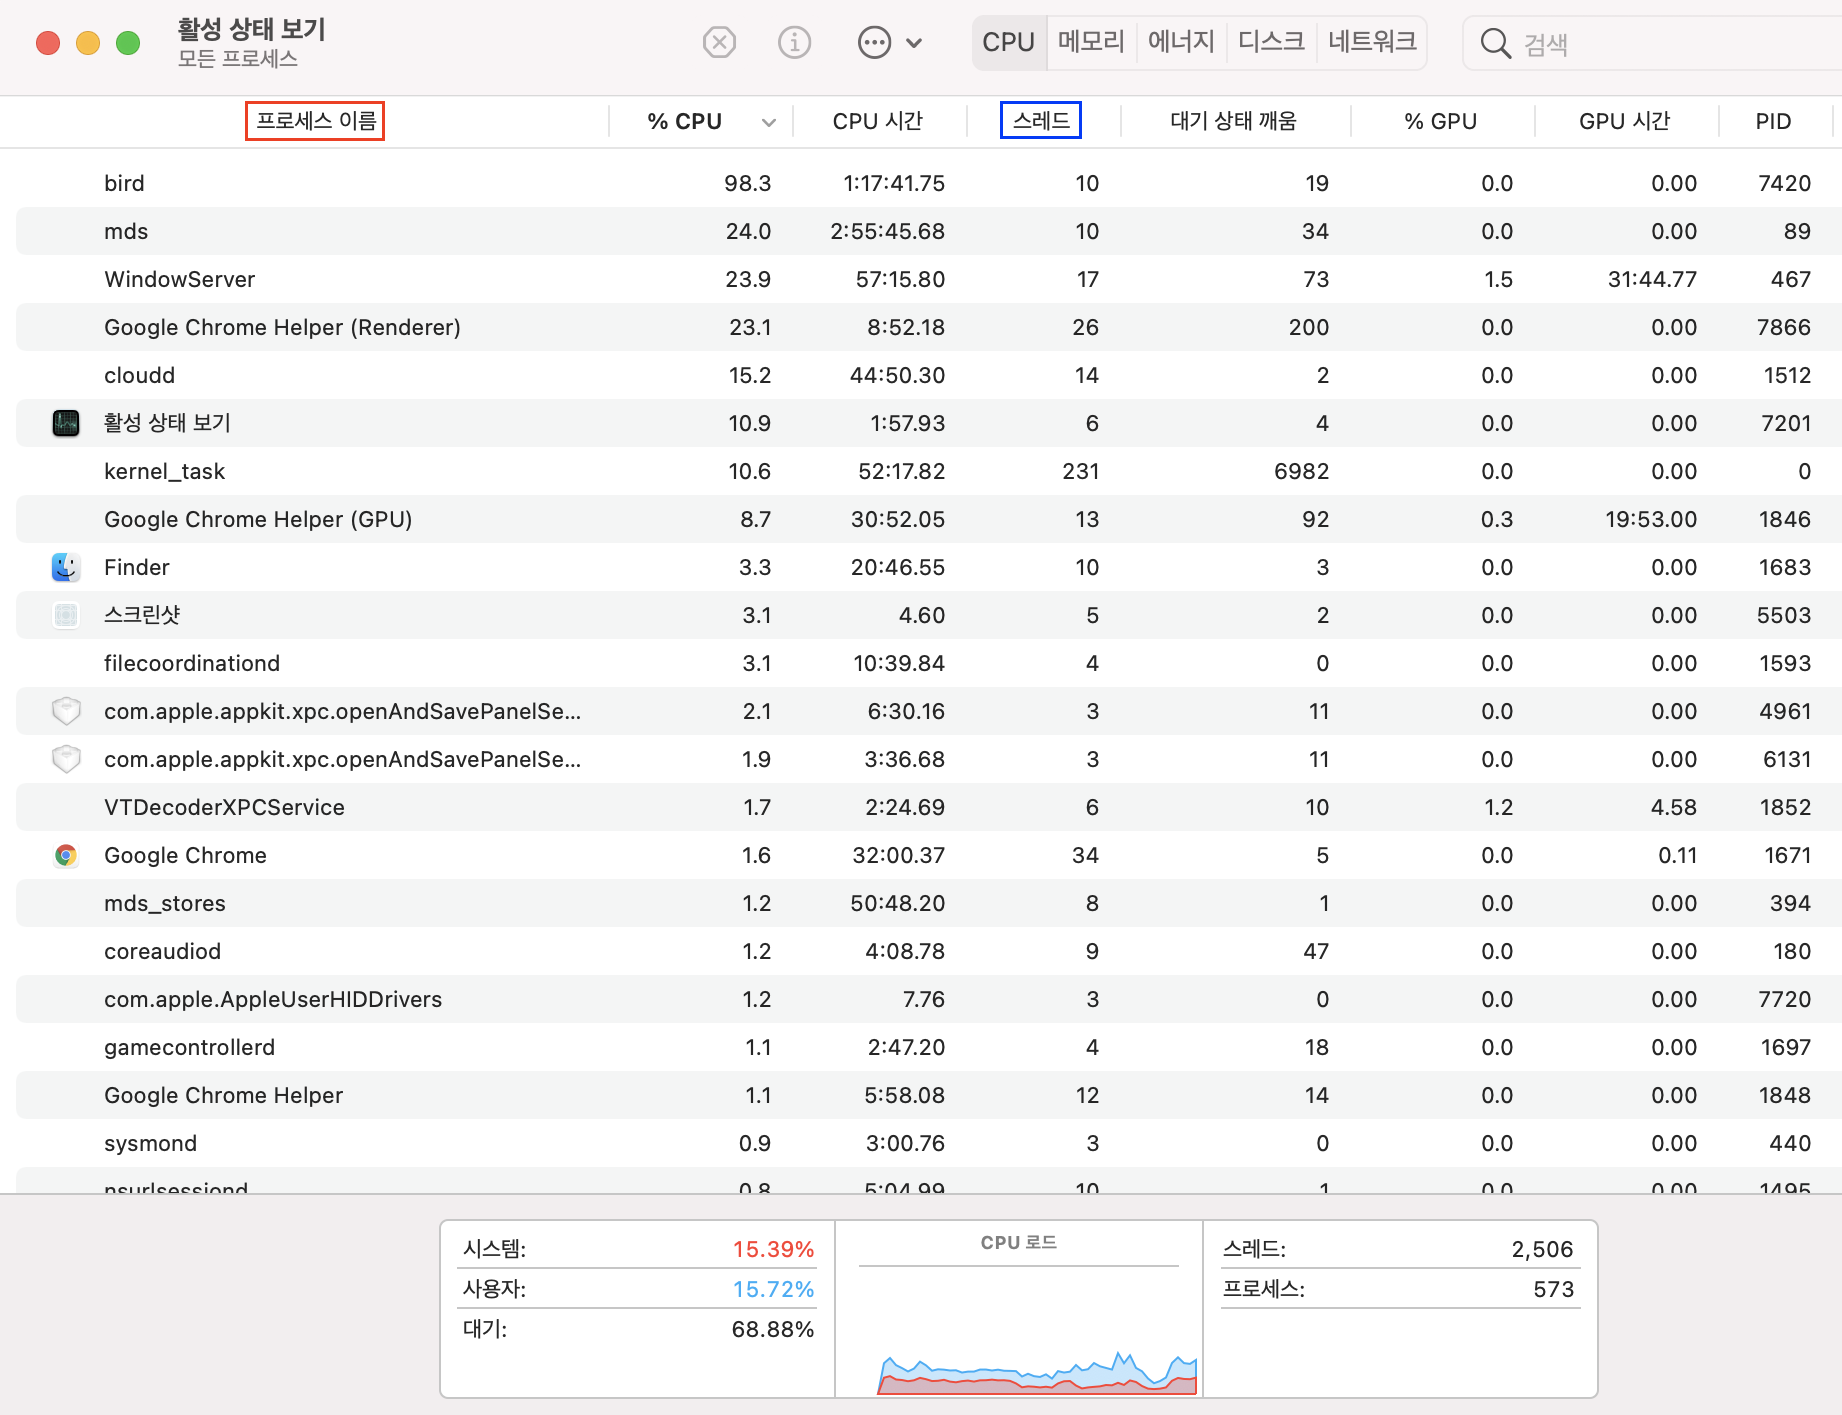 활성 상태 보기
모든 프로세스
CPU 메모리 에너지 디스크 네트워크 검색
프로세스 이름 % CPU CPU 시간 스레드 대기 상태 깨움 % GPU GPU 시간 PID
bird 98.3 1:17:41.75 10 19 0.0 0.00 7420
mds 24.0 2:55:45.68 10 34 0.0 0.00 89
WindowServer 23.9 57:15.80 17 73 1.5 31:44.77 467
Google Chrome Helper (Renderer) 23.1 8:52.18 26 200 0.0 0.00 7866
cloudd 15.2 44:50.30 14 2 0.0 0.00 1512
활성 상태 보기 10.9 1:57.93 6 4 0.0 0.00 7201
kernel_task 10.6 52:17.82 231 6982 0.0 0.00 0
Google Chrome Helper (GPU) 8.7 30:52.05 13 92 0.3 19:53.00 1846
Finder 3.3 20:46.55 10 3 0.0 0.00 1683
스크린샷 3.1 4.60 5 2 0.0 0.00 5503
filecoordinationd 3.1 10:39.84 4 0 0.0 0.00 1593
com.apple.appkit.xpc.openAndSavePanelSe... 2.1 6:30.16 3 11 0.0 0.00 4961
com.apple.appkit.xpc.openAndSavePanelSe... 1.9 3:36.68 3 11 0.0 0.00 6131
VTDecoderXPCService 1.7 2:24.69 6 10 1.2 4.58 1852
Google Chrome 1.6 32:00.37 34 5 0.0 0.11 1671
mds_stores 1.2 50:48.20 8 1 0.0 0.00 394
coreaudiod 1.2 4:08.78 9 47 0.0 0.00 180
com.apple.AppleUserHIDDrivers 1.2 7.76 3 0 0.0 0.00 7720
gamecontrollerd 1.1 2:47.20 4 18 0.0 0.00 1697
Google Chrome Helper 1.1 5:58.08 12 14 0.0 0.00 1848
sysmond 0.9 3:00.76 3 0 0.0 0.00 440
nsurlsessiond 0.8 5:04.99 10 1 0.0 0.00 1495
시스템: 15.39% CPU 로드 스레드: 2,506
사용자: 15.72% 프로세스: 573
대기: 68.88%